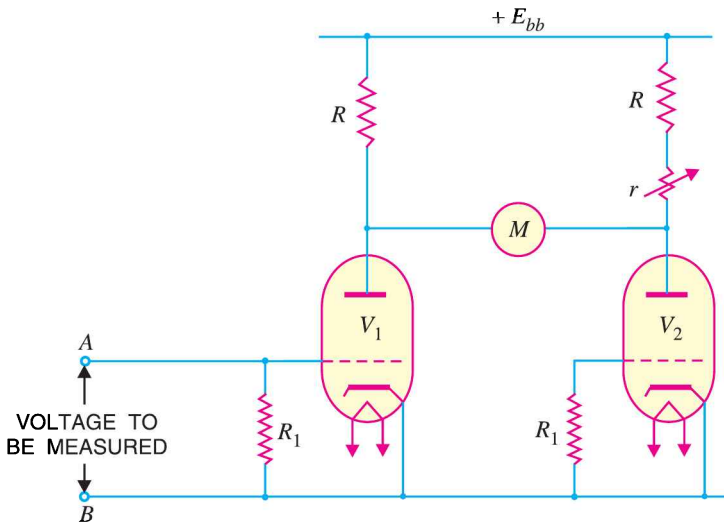 + E_bb
R
R
r
M
V_1
V_2
A
VOLTAGE TO
BE MEASURED
R_1
R_1
B